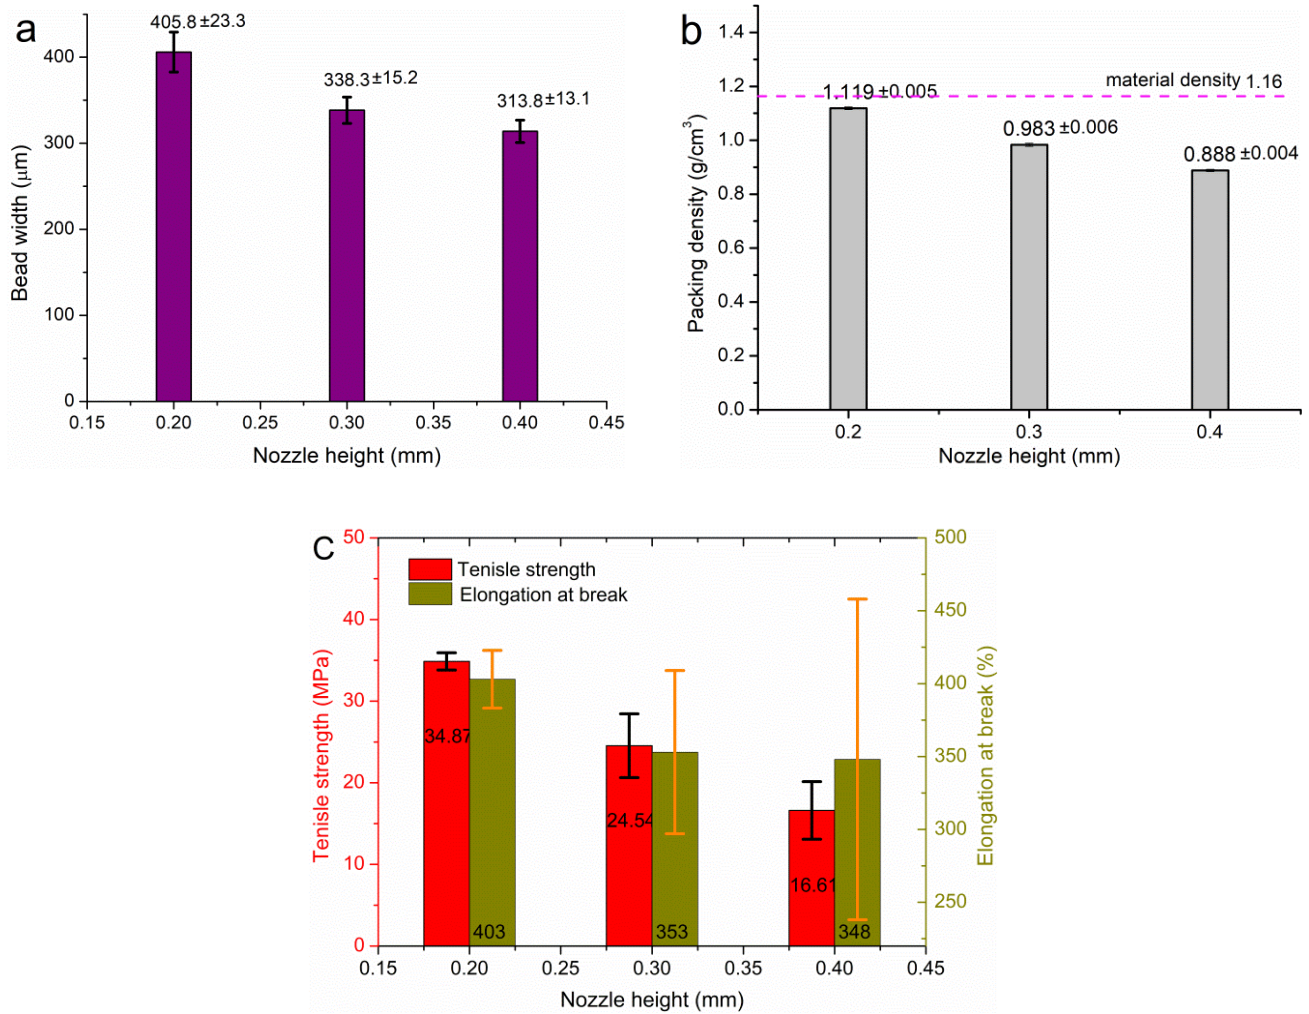 a
405.8 ±23.3
338.3 ±15.2
313.8 ±13.1
400
300
200
100
0
Bead width (μm)
0.15 0.20 0.25 0.30 0.35 0.40 0.45
Nozzle height (mm)
b
material density 1.16
1.119 ±0.005
0.983 ±0.006
0.888 ±0.004
1.4
1.2
1.0
0.8
0.6
0.4
0.2
0.0
Packing density (g/cm³)
0.2 0.3 0.4
Nozzle height (mm)
C
Tenisle strength
Elongation at break
50
40
30
20
10
0
Tenisle strength (MPa)
34.87
403
24.54
353
16.61
348
500
450
400
350
300
250
Elongation at break (%)
0.15 0.20 0.25 0.30 0.35 0.40 0.45
Nozzle height (mm)